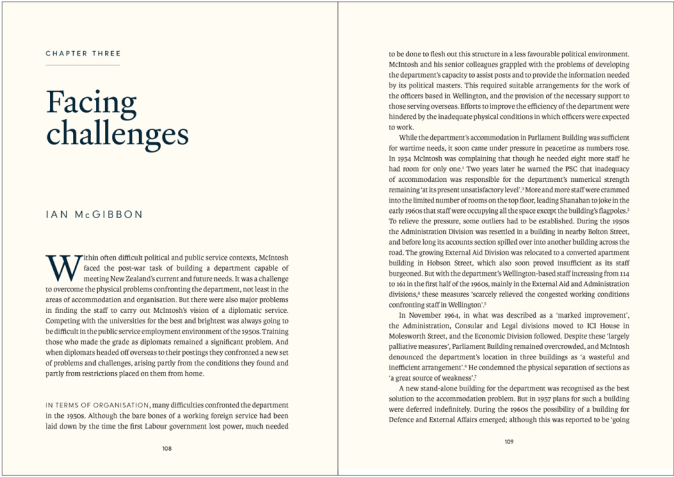 CHAPTER THREE
Facing
challenges
IAN McGIBBON
Within often difficult political and public service contexts, McIntosh
faced the post-war task of building a department capable of
meeting New Zealand's current and future needs. It was a challenge
to overcome the physical problems confronting the department, not least in the
areas of accommodation and organisation. But there were also major problems
in finding the staff to carry out McIntosh's vision of a diplomatic service.
Competing with the universities for the best and brightest was always going to
be difficult in the public service employment environment of the 1950s. Training
those who made the grade as diplomats remained a significant problem. And
when diplomats headed off overseas to their postings they confronted a new set
of problems and challenges, arising partly from the conditions they found and
partly from restrictions placed on them from home.
IN TERMS OF ORGANISATION, many difficulties confronted the department
in the 1950s. Although the bare bones of a working foreign service had been
laid down by the time the first Labour government lost power, much needed
108
to be done to flesh out this structure in a less favourable political environment.
McIntosh and his senior colleagues grappled with the problems of developing
the department's capacity to assist posts and to provide the information needed
by its political masters. This required suitable arrangements for the work of
the officers based in Wellington, and the provision of the necessary support to
those serving overseas. Efforts to improve the efficiency of the department were
hindered by the inadequate physical conditions in which officers were expected
to work.
While the department's accommodation in Parliament Building was sufficient
for wartime needs, it soon came under pressure in peacetime as numbers rose.
In 1954 McIntosh was complaining that though he needed eight more staff he
had room for only one.¹ Two years later he warned the PSC that inadequacy
of accommodation was responsible for the department's numerical strength
remaining 'at its present unsatisfactory level'.² More and more staff were crammed
into the limited number of rooms on the top floor, leading Shanahan to joke in the
early 1960s that staff were occupying all the space except the building's flagpoles.³
To relieve the pressure, some outliers had to be established. During the 1950s
the Administration Division was resettled in a building in nearby Bolton Street,
and before long its accounts section spilled over into another building across the
road. The growing External Aid Division was relocated to a converted apartment
building in Hobson Street, which also soon proved insufficient as its staff
burgeoned. But with the department's Wellington-based staff increasing from 114
to 161 in the first half of the 1960s, mainly in the External Aid and Administration
divisions,⁴ these measures 'scarcely relieved the congested working conditions
confronting staff in Wellington'.⁵
In November 1964, in what was described as a 'marked improvement',
the Administration, Consular and Legal divisions moved to ICI House in
Molesworth Street, and the Economic Division followed. Despite these 'largely
palliative measures', Parliament Building remained overcrowded, and McIntosh
denounced the department's location in three buildings as 'a wasteful and
inefficient arrangement'.⁶ He condemned the physical separation of sections as
'a great source of weakness'.⁷
A new stand-alone building for the department was recognised as the best
solution to the accommodation problem. But in 1957 plans for such a building
were deferred indefinitely. During the 1960s the possibility of a building for
Defence and External Affairs emerged; although this was reported to be 'going
109